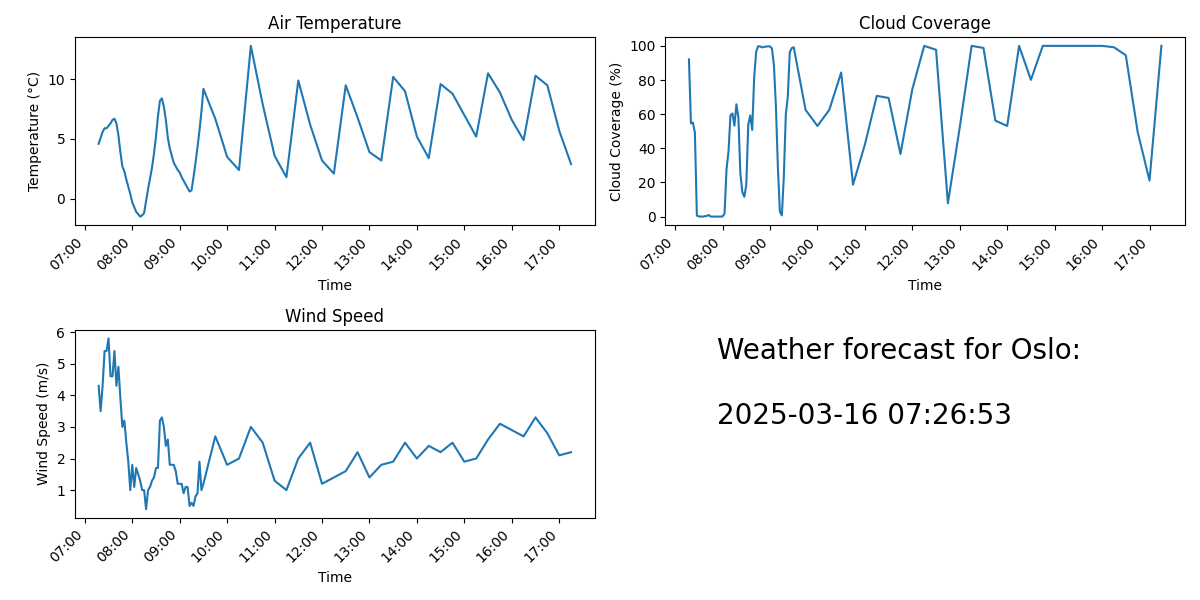 Air Temperature
Temperature (°C)
10
5
0
07:00 08:00 09:00 10:00 11:00 12:00 13:00 14:00 15:00 16:00 17:00
Time
Cloud Coverage
Cloud Coverage (%)
100
80
60
40
20
0
07:00 08:00 09:00 10:00 11:00 12:00 13:00 14:00 15:00 16:00 17:00
Time
Wind Speed
Wind Speed (m/s)
6
5
4
3
2
1
07:00 08:00 09:00 10:00 11:00 12:00 13:00 14:00 15:00 16:00 17:00
Time
Weather forecast for Oslo:
2025-03-16 07:26:53